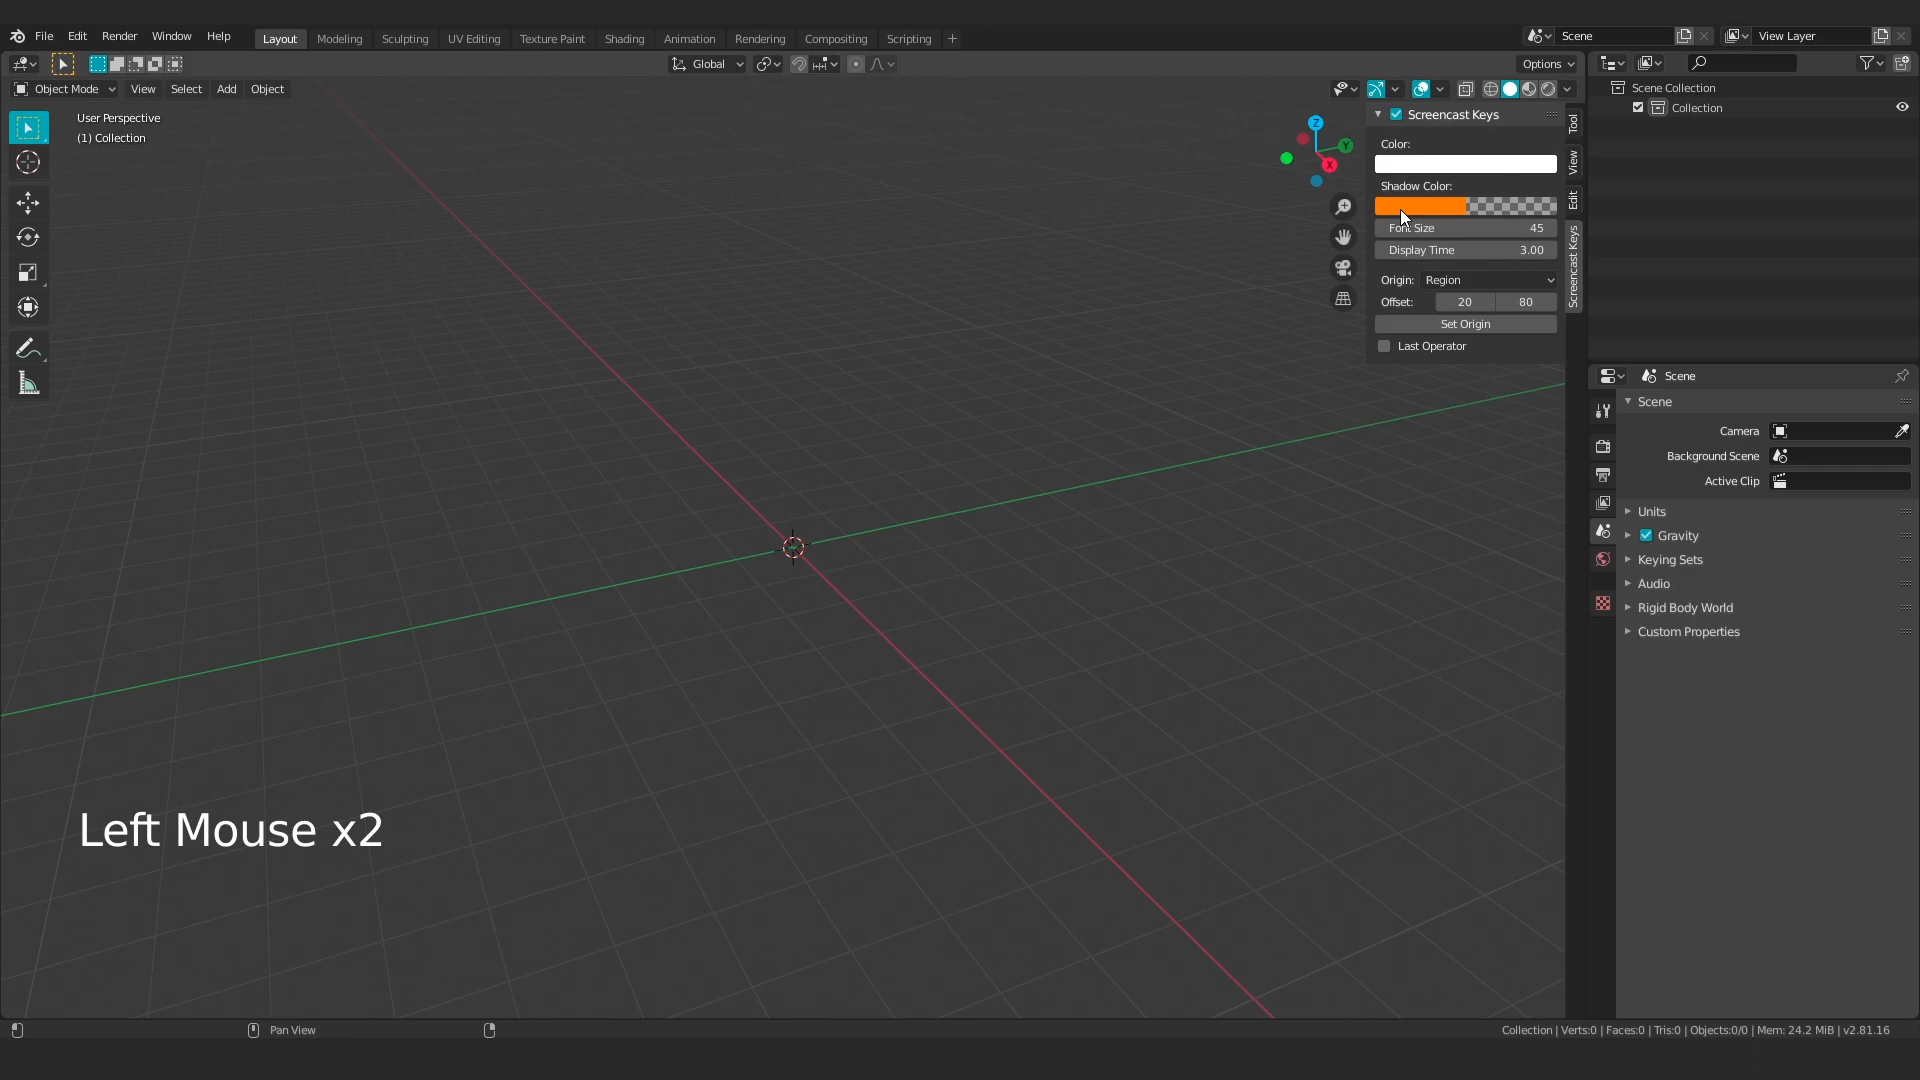 File Edit Render Window Help Layout Modeling Sculpting UV Editing Texture Paint Shading Animation Rendering Compositing Scripting + Scene View Layer
Global Options
Object Mode View Select Add Object
User Perspective
(1) Collection
Z
Y
X
Screencast Keys
Color:
Shadow Color:
Font Size 45
Display Time 3.00
Origin: Region
Offset: 20 80
Set Origin
Last Operator
Tool
View
Edit
Screencast Keys
Scene Collection
Collection
Scene
Scene
Camera
Background Scene
Active Clip
Units
Gravity
Keying Sets
Audio
Rigid Body World
Custom Properties
Left Mouse x2
Pan View
Collection | Verts:0 | Faces:0 | Tris:0 | Objects:0/0 | Mem: 24.2 MiB | v2.81.16